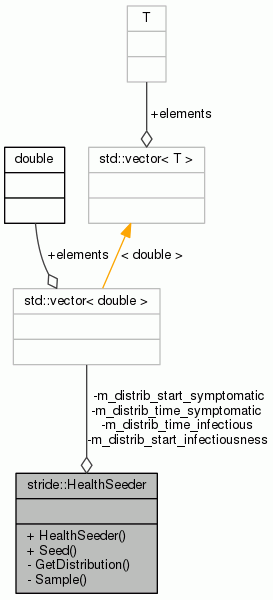 T
+elements
double
std::vector< T >
+elements
< double >
std::vector< double >
-m_distrib_start_symptomatic
-m_distrib_time_symptomatic
-m_distrib_time_infectious
-m_distrib_start_infectiousness
stride::HealthSeeder
+ HealthSeeder()
+ Seed()
- GetDistribution()
- Sample()